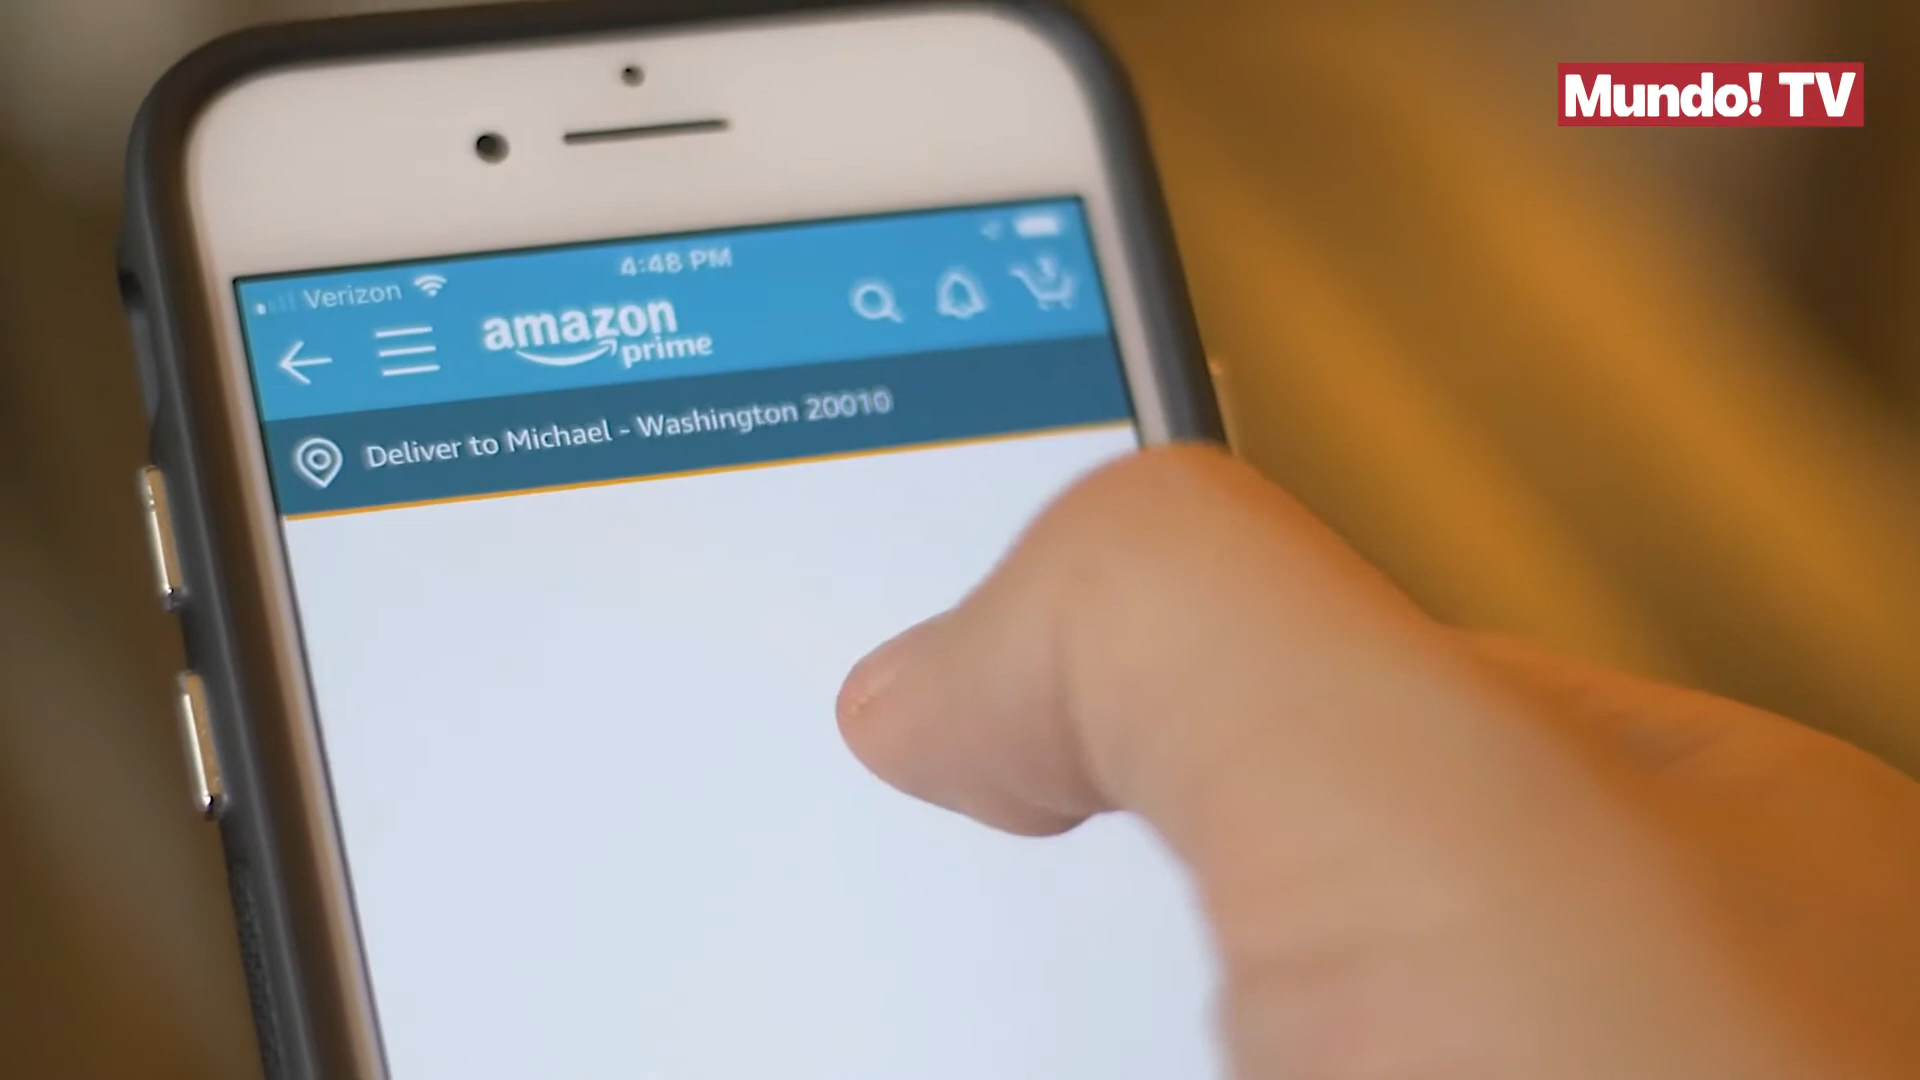 Mundo! TV
4:48 PM
Verizon
amazon
prime
Deliver to Michael - Washington 20010